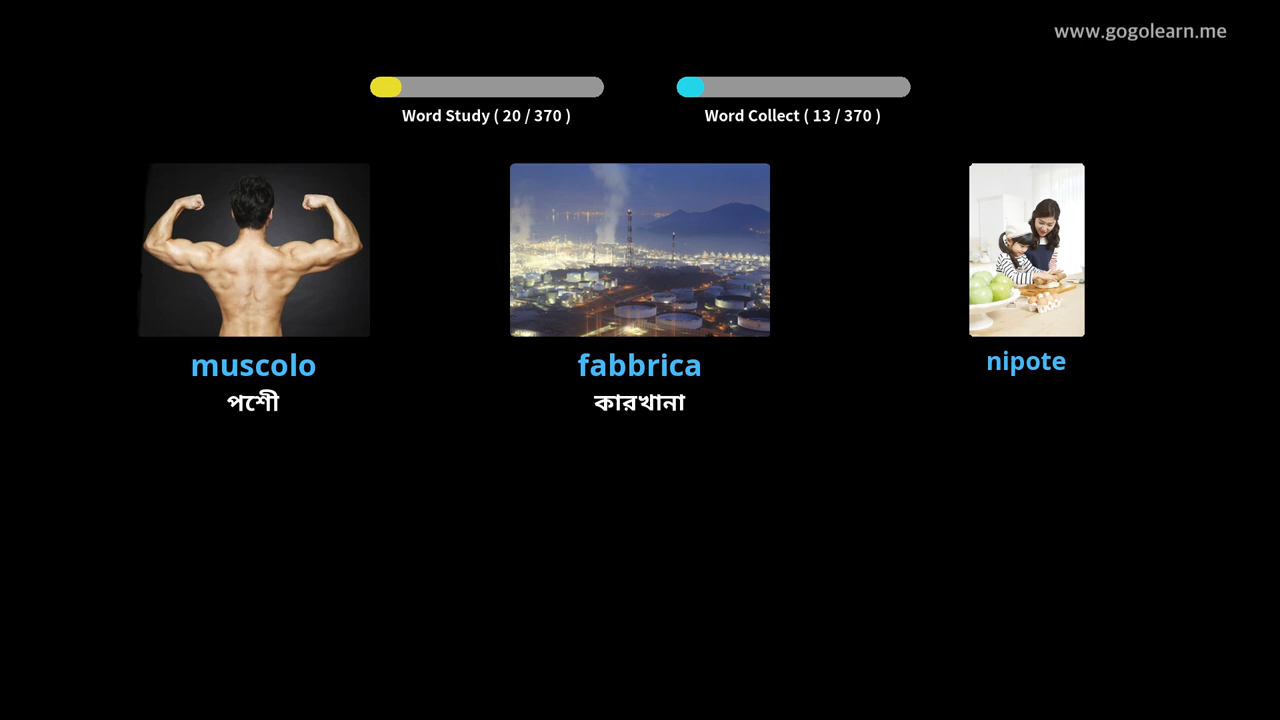 www.gogolearn.me
Word Study ( 20 / 370 )
Word Collect ( 13 / 370 )
muscolo
fabbrica
nipote
পেশী
কারখানা